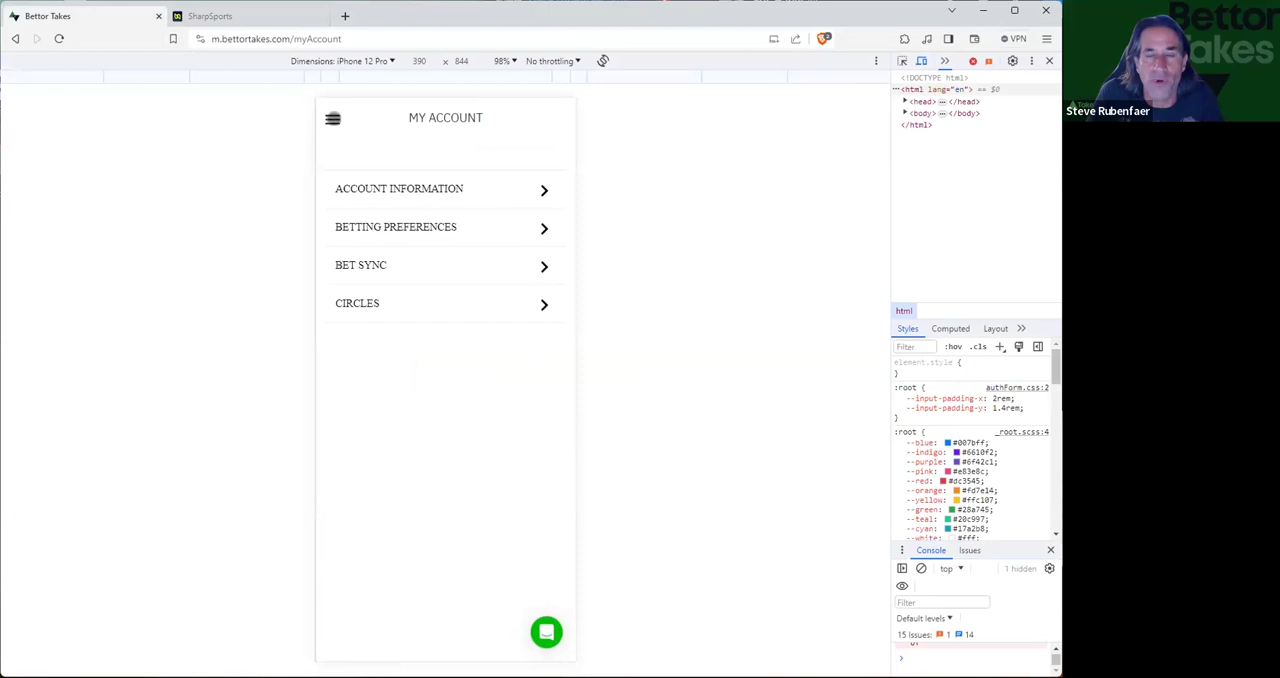 Bettor Takes
SharpSports
m.bettortakes.com/myAccount
VPN
Dimensions: iPhone 12 Pro 390 x 844 98% No throttling
MY ACCOUNT
ACCOUNT INFORMATION
BETTING PREFERENCES
BET SYNC
CIRCLES
<!DOCTYPE html>
<html lang="en"> == $0
<head> … </head>
<body> … </body>
</html>
html
Styles Computed Layout
Filter :hov .cls
element.style {
}
:root { authForm.css:2
--input-padding-x: 2rem;
--input-padding-y: 1.4rem;
}
:root { _root.scss:4
--blue: #007bff;
--indigo: #6610f2;
--purple: #6f42c1;
--pink: #e83e8c;
--red: #dc3545;
--orange: #fd7e14;
--yellow: #ffc107;
--green: #28a745;
--teal: #20c997;
--cyan: #17a2b8;
--white: #fff;
Console Issues
top 1 hidden
Filter
Default levels
15 Issues: 1 14
Bettor
Takes
Steve Rubenfaer